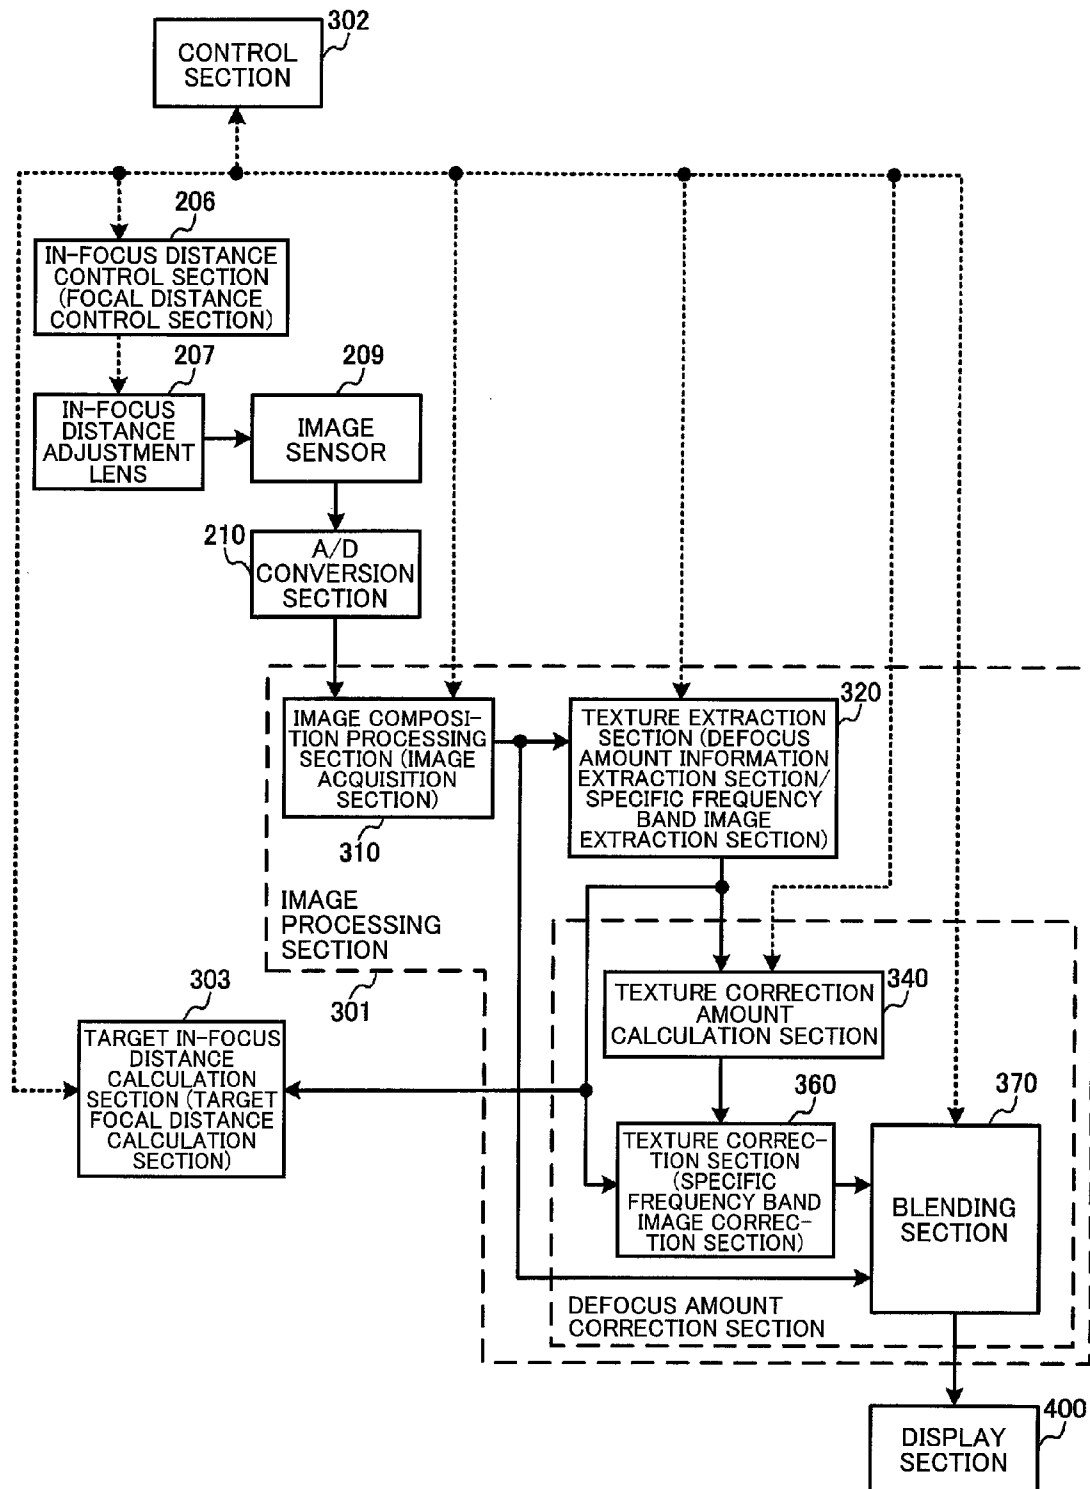 302
CONTROL
SECTION
206
IN-FOCUS DISTANCE
CONTROL SECTION
(FOCAL DISTANCE
CONTROL SECTION)
207
IN-FOCUS
DISTANCE
ADJUSTMENT
LENS
209
IMAGE
SENSOR
210
A/D
CONVERSION
SECTION
IMAGE COMPOSI-
TION PROCESSING
SECTION (IMAGE
ACQUISITION
SECTION)
310
320
TEXTURE EXTRACTION
SECTION (DEFOCUS
AMOUNT INFORMATION
EXTRACTION SECTION/
SPECIFIC FREQUENCY
BAND IMAGE
EXTRACTION SECTION)
IMAGE
PROCESSING
SECTION
301
303
TARGET IN-FOCUS
DISTANCE
CALCULATION
SECTION (TARGET
FOCAL DISTANCE
CALCULATION
SECTION)
340
TEXTURE CORRECTION
AMOUNT
CALCULATION SECTION
360
TEXTURE CORREC-
TION SECTION
(SPECIFIC
FREQUENCY BAND
IMAGE CORREC-
TION SECTION)
370
BLENDING
SECTION
DEFOCUS AMOUNT
CORRECTION SECTION
400
DISPLAY
SECTION